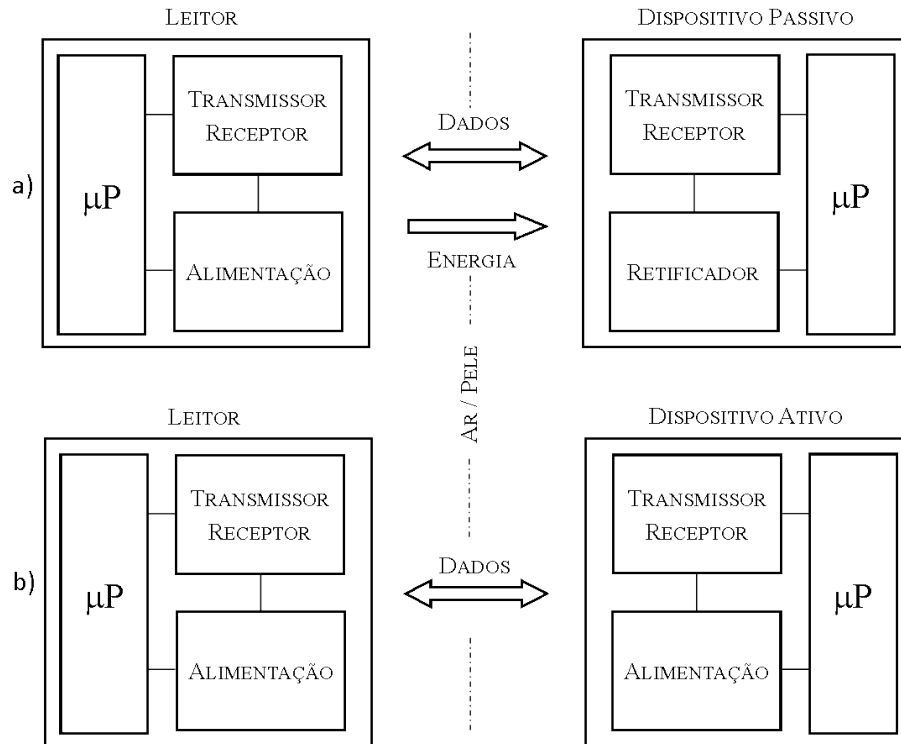 LEITOR
DISPOSITIVO PASSIVO
a)
μP
TRANSMISSOR
RECEPTOR
ALIMENTAÇÃO
DADOS
ENERGIA
TRANSMISSOR
RECEPTOR
RETIFICADOR
μP
AR / PELE
LEITOR
DISPOSITIVO ATIVO
b)
μP
TRANSMISSOR
RECEPTOR
ALIMENTAÇÃO
DADOS
TRANSMISSOR
RECEPTOR
ALIMENTAÇÃO
μP